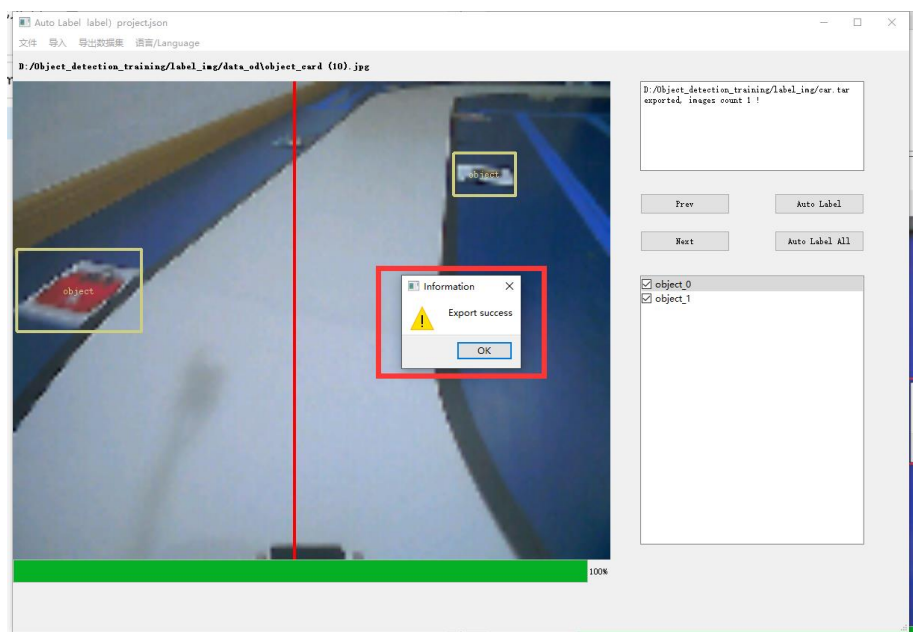 Auto Label label) project.json
文件 导入 导出数据集 语言/Language
D:/Object_detection_training/label_img/data_od\object_card (10).jpg
D:/Object_detection_training/label_img/car.tar
exported, images count 1 !
object
object
Information
Export success
OK
Prev
Auto Label
Next
Auto Label All
object_0
object_1
100%